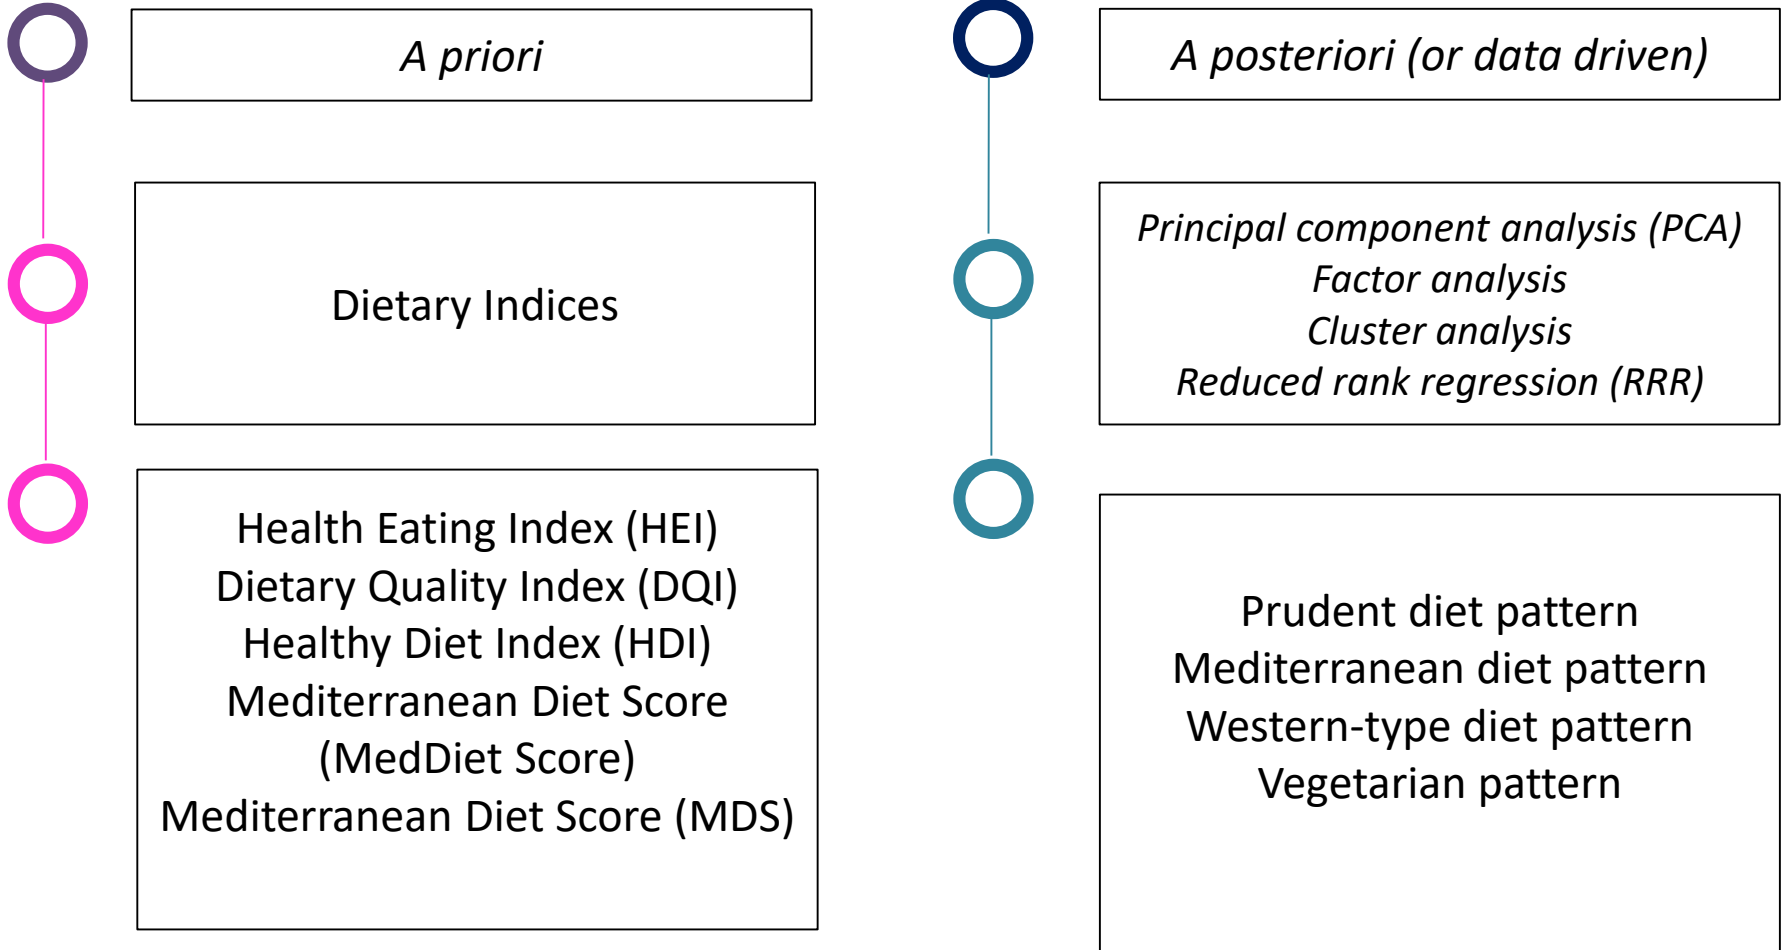 A priori
Dietary Indices
Health Eating Index (HEI)
Dietary Quality Index (DQI)
Healthy Diet Index (HDI)
Mediterranean Diet Score
(MedDiet Score)
Mediterranean Diet Score (MDS)
A posteriori (or data driven)
Principal component analysis (PCA)
Factor analysis
Cluster analysis
Reduced rank regression (RRR)
Prudent diet pattern
Mediterranean diet pattern
Western-type diet pattern
Vegetarian pattern